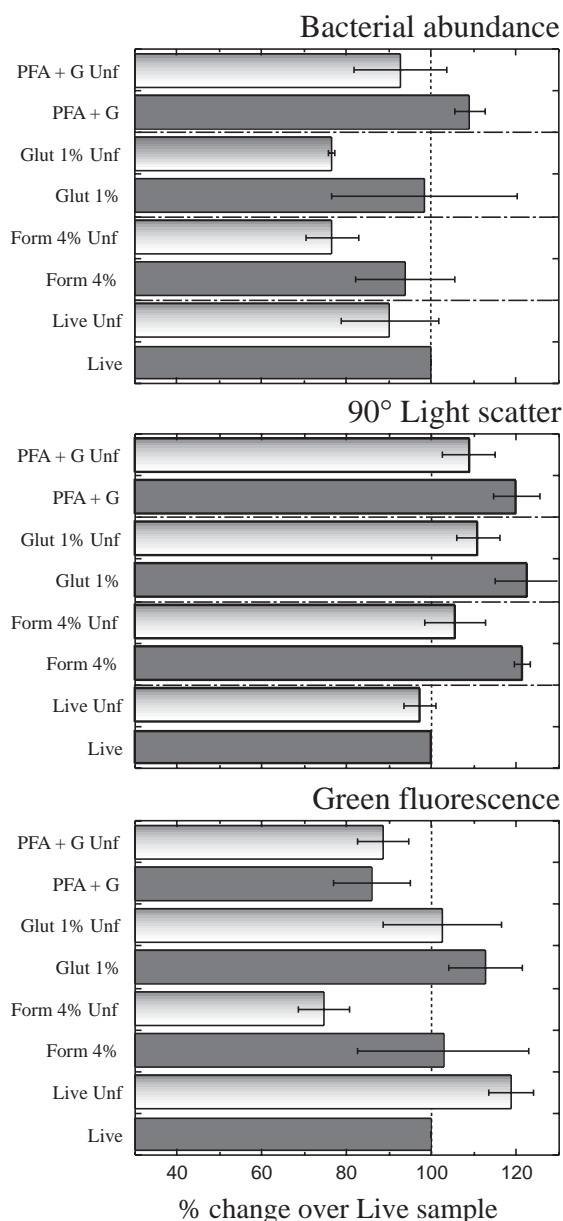 Bacterial abundance
PFA + G Unf
PFA + G
Glut 1% Unf
Glut 1%
Form 4% Unf
Form 4%
Live Unf
Live
90° Light scatter
PFA + G Unf
PFA + G
Glut 1% Unf
Glut 1%
Form 4% Unf
Form 4%
Live Unf
Live
Green fluorescence
PFA + G Unf
PFA + G
Glut 1% Unf
Glut 1%
Form 4% Unf
Form 4%
Live Unf
Live
40 60 80 100 120
% change over Live sample